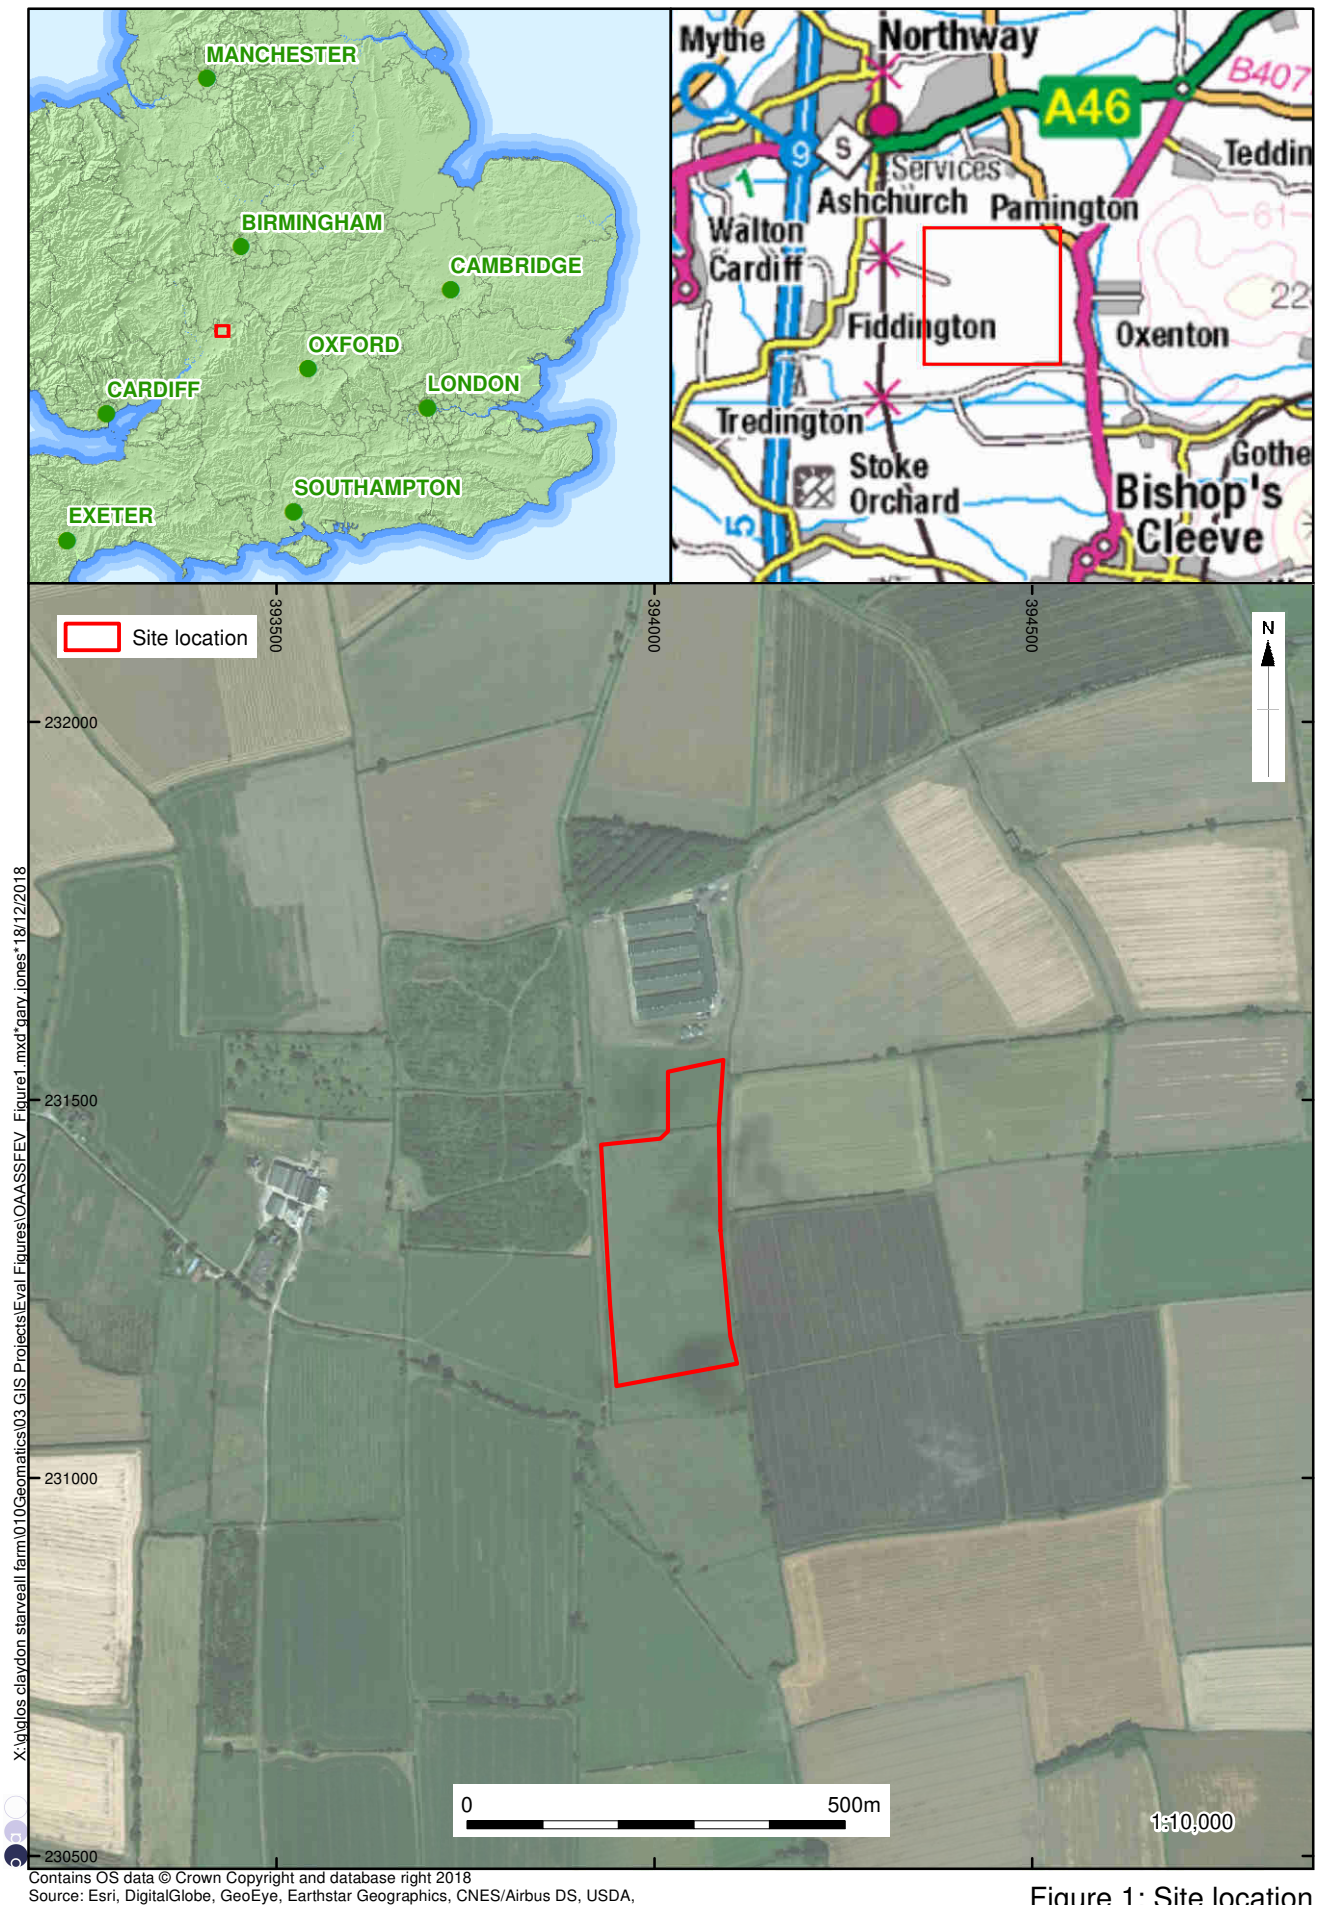 MANCHESTER
BIRMINGHAM
CAMBRIDGE
OXFORD
CARDIFF
LONDON
SOUTHAMPTON
EXETER
Mythe
Northway
B407
A46
9
S
Services
Teddin
1
Ashchurch
Pamington
Walton
Cardiff
61
22
Fiddington
Oxenton
Tredington
Gothe
Stoke
Orchard
Bishop's
Cleeve
5
Site location
393500
394000
394500
N
232000
231500
231000
230500
X:\g\glos claydon starveall farm\010Geomatics\03 GIS Projects\Eval Figures\OAASSFEV_Figure1.mxd*gary.jones*18/12/2018
0
500m
1:10,000
Contains OS data © Crown Copyright and database right 2018
Source: Esri, DigitalGlobe, GeoEye, Earthstar Geographics, CNES/Airbus DS, USDA,
Figure 1: Site location